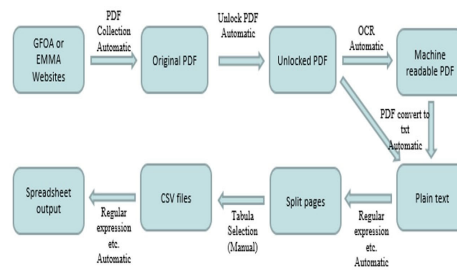 PDF
Collection
Automatic
Unlock PDF
Automatic
OCR
Automatic
GFOA or
EMMA
Websites
Original PDF
Unlocked PDF
Machine
readable PDF
PDF convert to
txt
Automatic
Spreadsheet
output
CSV files
Split pages
Plain text
Regular
expression
etc.
Automatic
Tabula
Selection
(Manual)
Regular
expression
etc.
Automatic